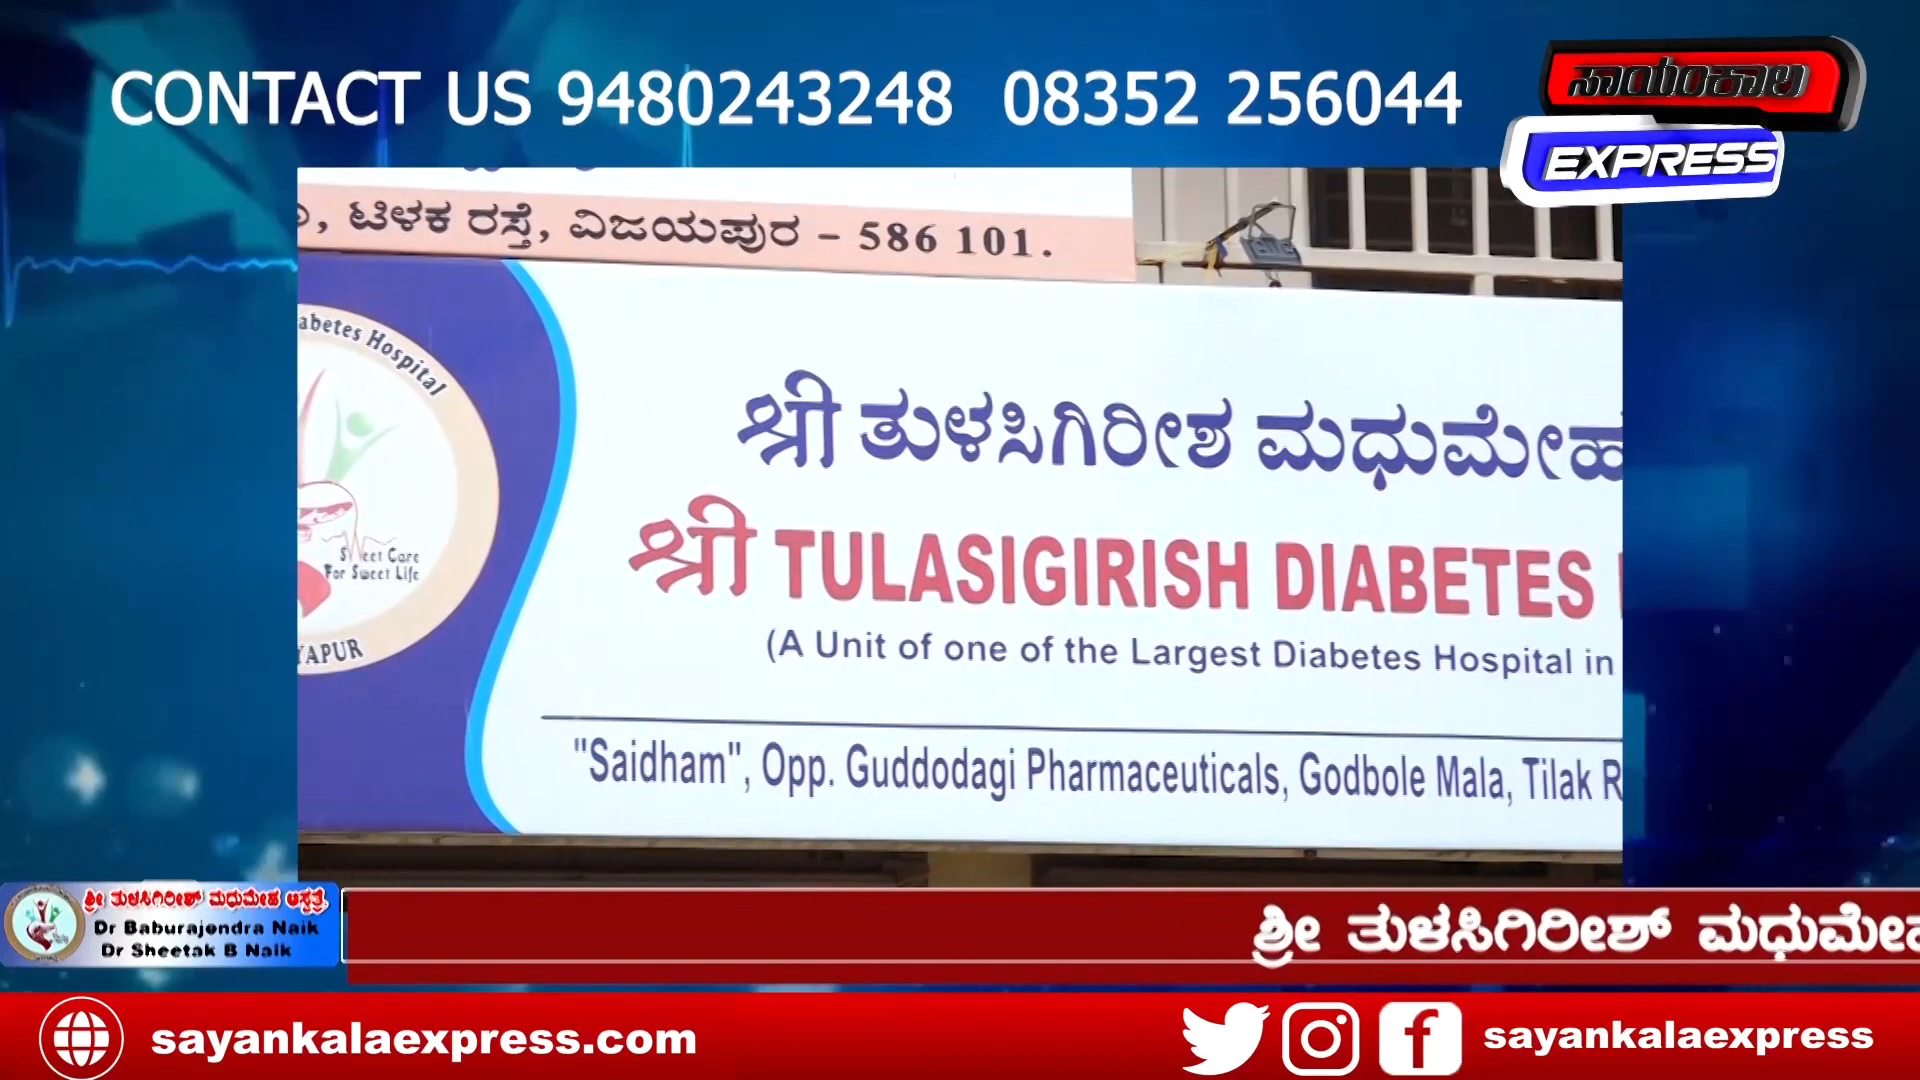 CONTACT US 9480243248 08352 256044
ಸಾಯಂಕಾಲ
EXPRESS
, ಟಿಳಕ ರಸ್ತೆ, ವಿಜಯಪುರ - 586 101.
abetes Hospital
Sweet Care
For Sweet Life
YAPUR
ಶ್ರೀ ತುಳಸಿಗಿರೀಶ ಮಧುಮೇಹ
ಶ್ರೀ TULASIGIRISH DIABETES
(A Unit of one of the Largest Diabetes Hospital in
"Saidham", Opp. Guddodagi Pharmaceuticals, Godbole Mala, Tilak R
ಶ್ರೀ ತುಳಸಿಗಿರೀಶ್ ಮಧುಮೇಹ ಆಸ್ಪತ್ರೆ
Dr Baburajendra Naik
Dr Sheetak B Naik
ಶ್ರೀ ತುಳಸಿಗಿರೀಶ್ ಮಧುಮೇಹ
sayankalaexpress.com
sayankalaexpress